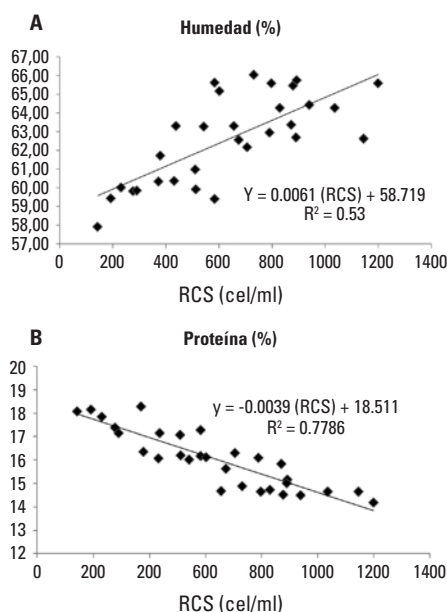 A
Humedad (%)
67,00
66,00
65,00
64,00
63,00
62,00
61,00
60,00
59,00
58,00
57,00
Y = 0.0061 (RCS) + 58.719
R² = 0.53
0 200 400 600 800 1000 1200 1400
RCS (cel/ml)
B
Proteína (%)
20
19
18
17
16
15
14
13
12
y = -0.0039 (RCS) + 18.511
R² = 0.7786
0 200 400 600 800 1000 1200 1400
RCS (cel/ml)